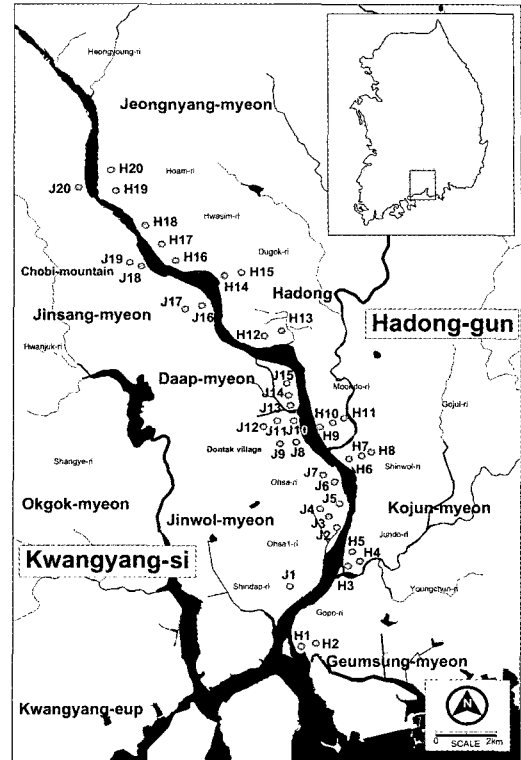 Heongyoung-ri
Jeongnyang-myeon
H20
Hoam-ri
J20
H19
H18
Hwasim-ri
H17
J19
H16
Dugok-ri
Chobi-mountain
J18
H15
H14
Hadong
J17
J16
Jinsang-myeon
H13
Hadong-gun
H12
Hwanjuk-ri
J15
Daap-myeon
J14
J13
Gojul-ri
H10
H11
J12
J11
J10
H9
Dontak village
J9
J8
H7
H8
H6
Shinwol-ri
Shangye-ri
J7
Ohsa-ri
J6
Okgok-myeon
J5
Kojun-myeon
J4
Jinwol-myeon
J3
J2
Jundo-ri
Ohsa1-ri
H5
Kwangyang-si
H4
J1
H3
Shindap-ri
Youngchun-ri
Gopo-ri
H1
H2
Geumsung-myeon
Kwangyang-eup
N
0 2km
SCALE